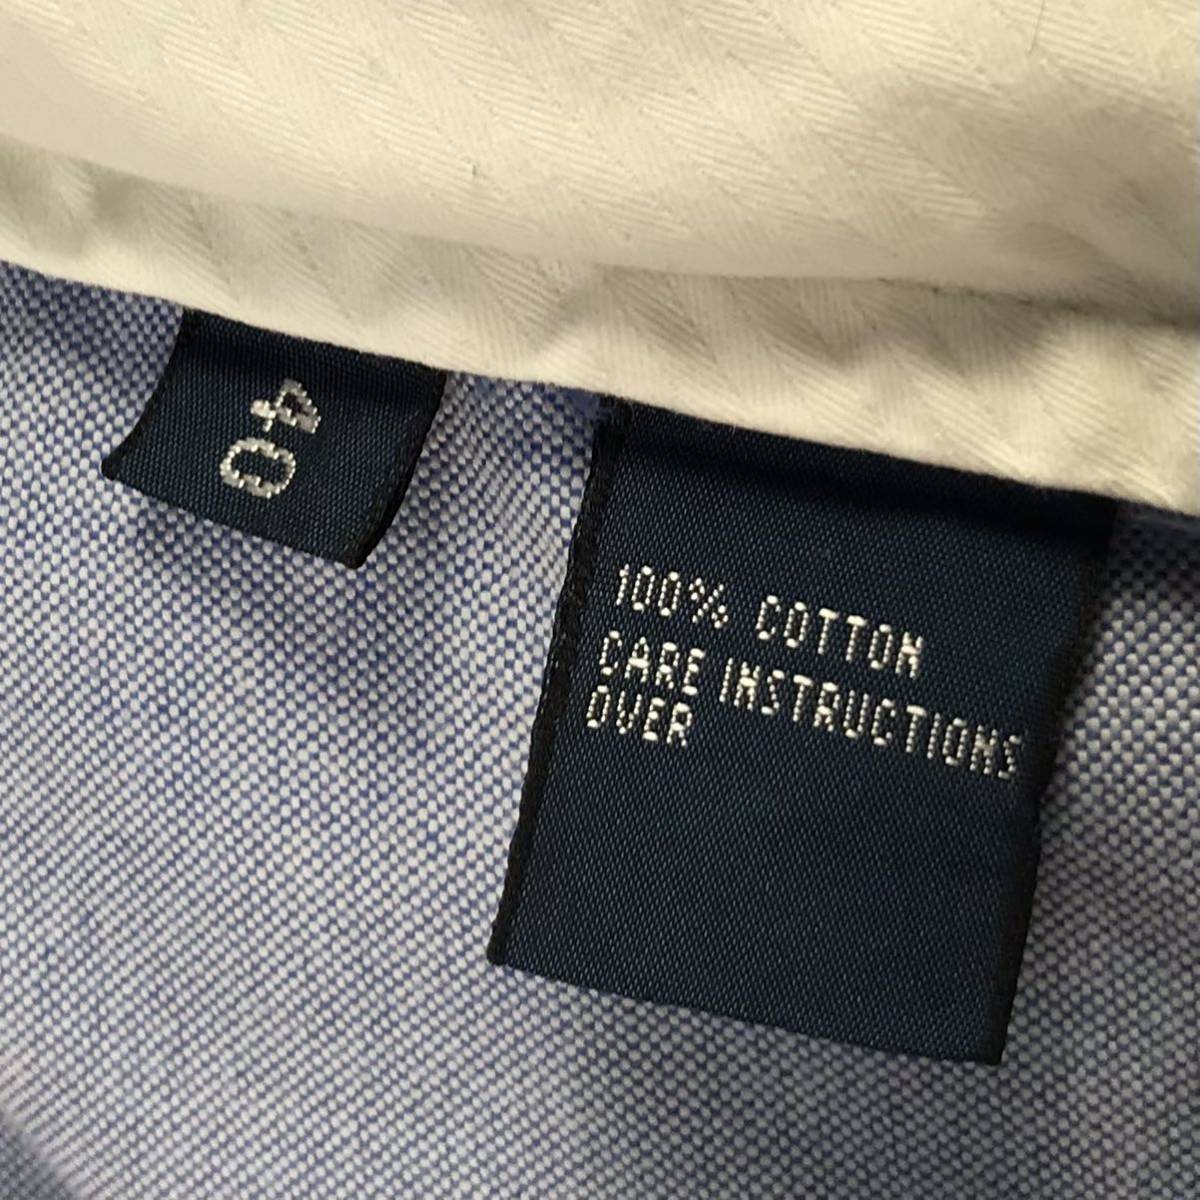 40
100% COTTON
CARE INSTRUCTIONS
OVER